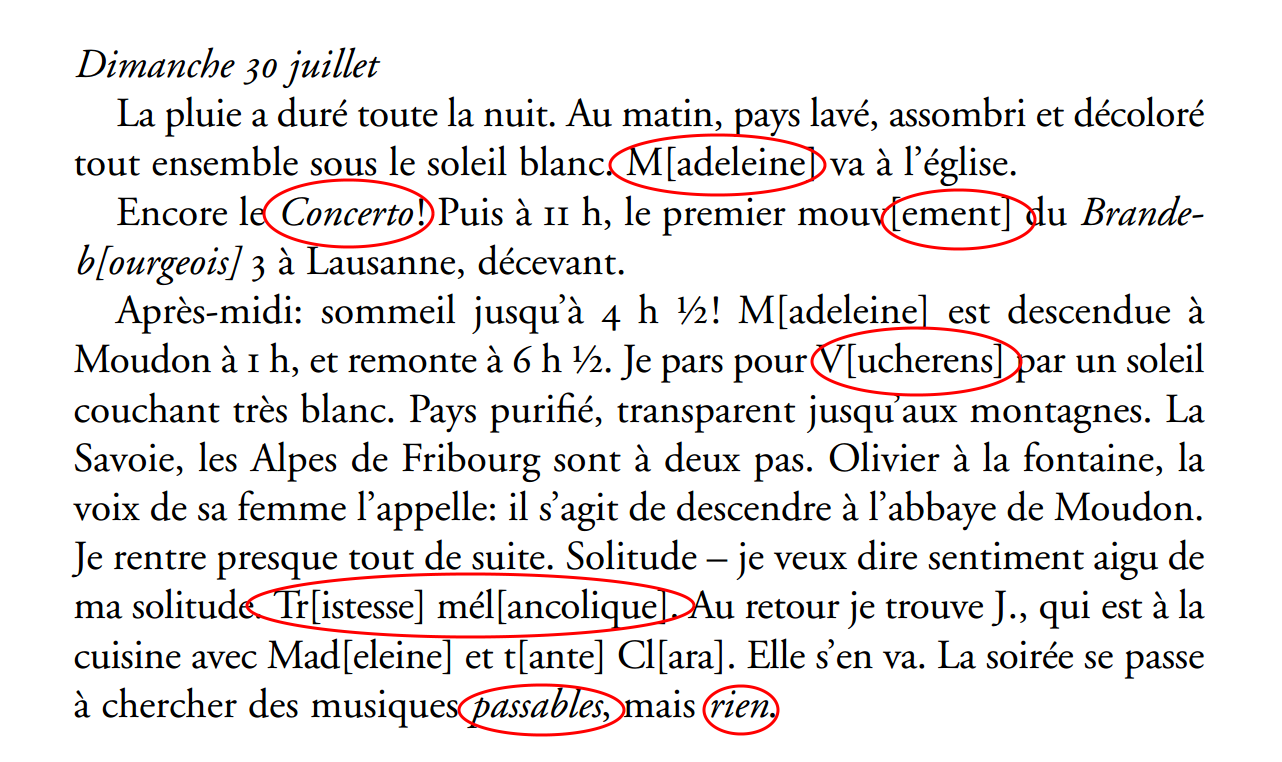 Dimanche 30 juillet
La pluie a duré toute la nuit. Au matin, pays lavé, assombri et décoloré
tout ensemble sous le soleil blanc. M[adeleine] va à l’église.
Encore le Concerto! Puis à 11 h, le premier mouv[ement] du Brande-
b[ourgeois] 3 à Lausanne, décevant.
Après-midi: sommeil jusqu’à 4 h ½! M[adeleine] est descendue à
Moudon à 1 h, et remonte à 6 h ½. Je pars pour V[ucherens] par un soleil
couchant très blanc. Pays purifié, transparent jusqu’aux montagnes. La
Savoie, les Alpes de Fribourg sont à deux pas. Olivier à la fontaine, la
voix de sa femme l’appelle: il s’agit de descendre à l’abbaye de Moudon.
Je rentre presque tout de suite. Solitude – je veux dire sentiment aigu de
ma solitude. Tr[istesse] mél[ancolique]. Au retour je trouve J., qui est à la
cuisine avec Mad[eleine] et t[ante] Cl[ara]. Elle s’en va. La soirée se passe
à chercher des musiques passables, mais rien.